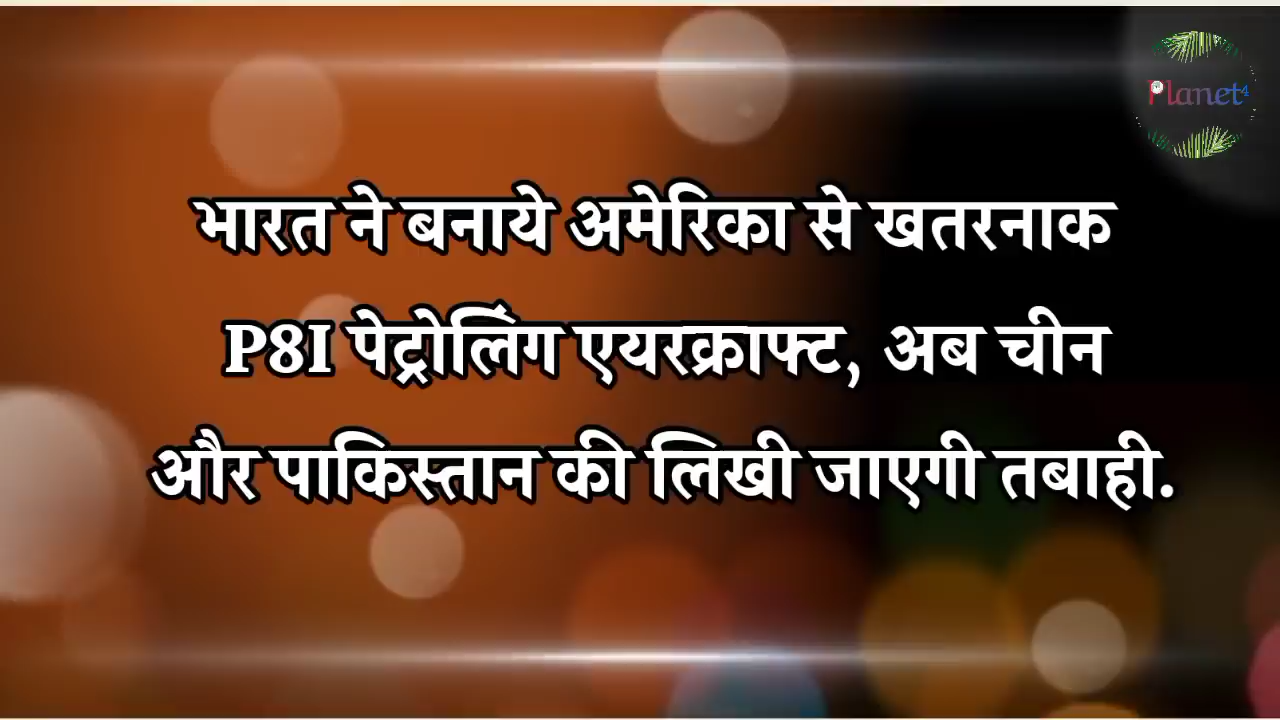 Planet⁴
भारत ने बनाये अमेरिका से खतरनाक
P8I पेट्रोलिंग एयरक्राफ्ट, अब चीन
और पाकिस्तान की लिखी जाएगी तबाही.